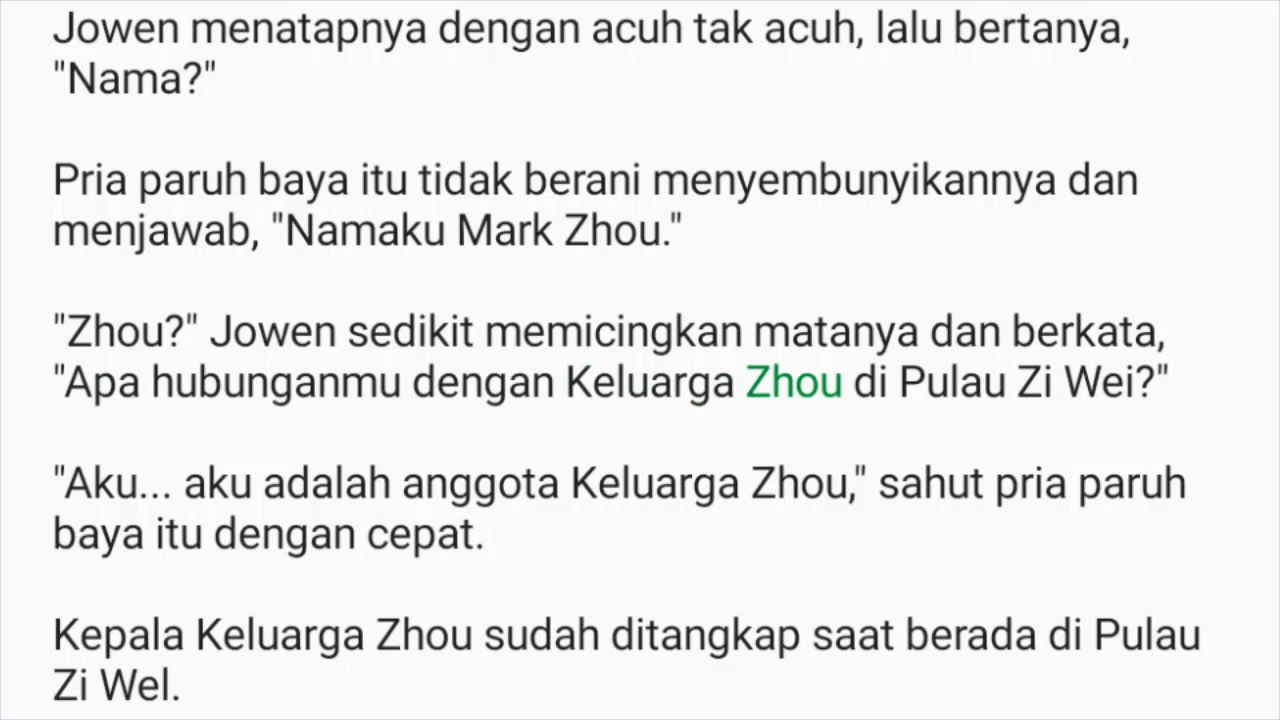 Jowen menatapnya dengan acuh tak acuh, lalu bertanya,
"Nama?"
Pria paruh baya itu tidak berani menyembunyikannya dan
menjawab, "Namaku Mark Zhou."
"Zhou?" Jowen sedikit memicingkan matanya dan berkata,
"Apa hubunganmu dengan Keluarga Zhou di Pulau Zi Wei?"
"Aku... aku adalah anggota Keluarga Zhou," sahut pria paruh
baya itu dengan cepat.
Kepala Keluarga Zhou sudah ditangkap saat berada di Pulau
Zi Wel.